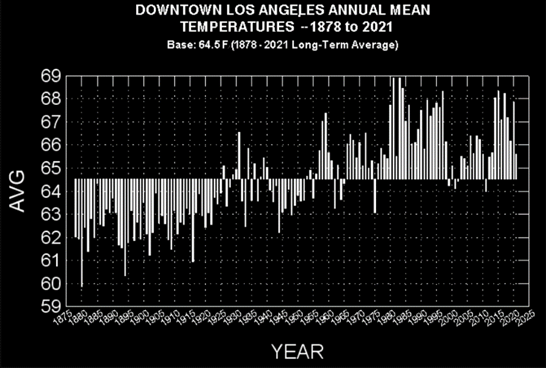 DOWNTOWN LOS ANGELES ANNUAL MEAN
TEMPERATURES --1878 to 2021
Base: 64.5 F (1878 - 2021 Long-Term Average)
69
68
67
66
65
64
63
62
61
60
59
AVG
1875 1880 1885 1890 1895 1900 1905 1910 1915 1920 1925 1930 1935 1940 1945 1950 1955 1960 1965 1970 1975 1980 1985 1990 1995 2000 2005 2010 2015 2020 2025
YEAR